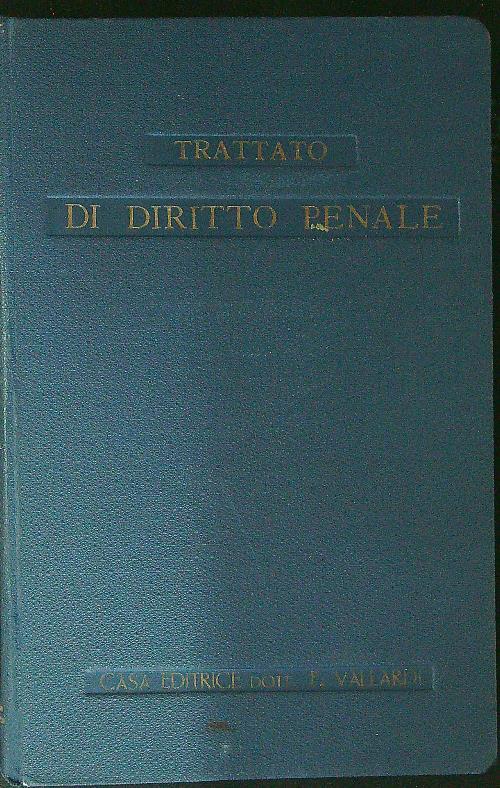 TRATTATO
DI DIRITTO PENALE
CASA EDITRICE DOTT. F. VALLARDI